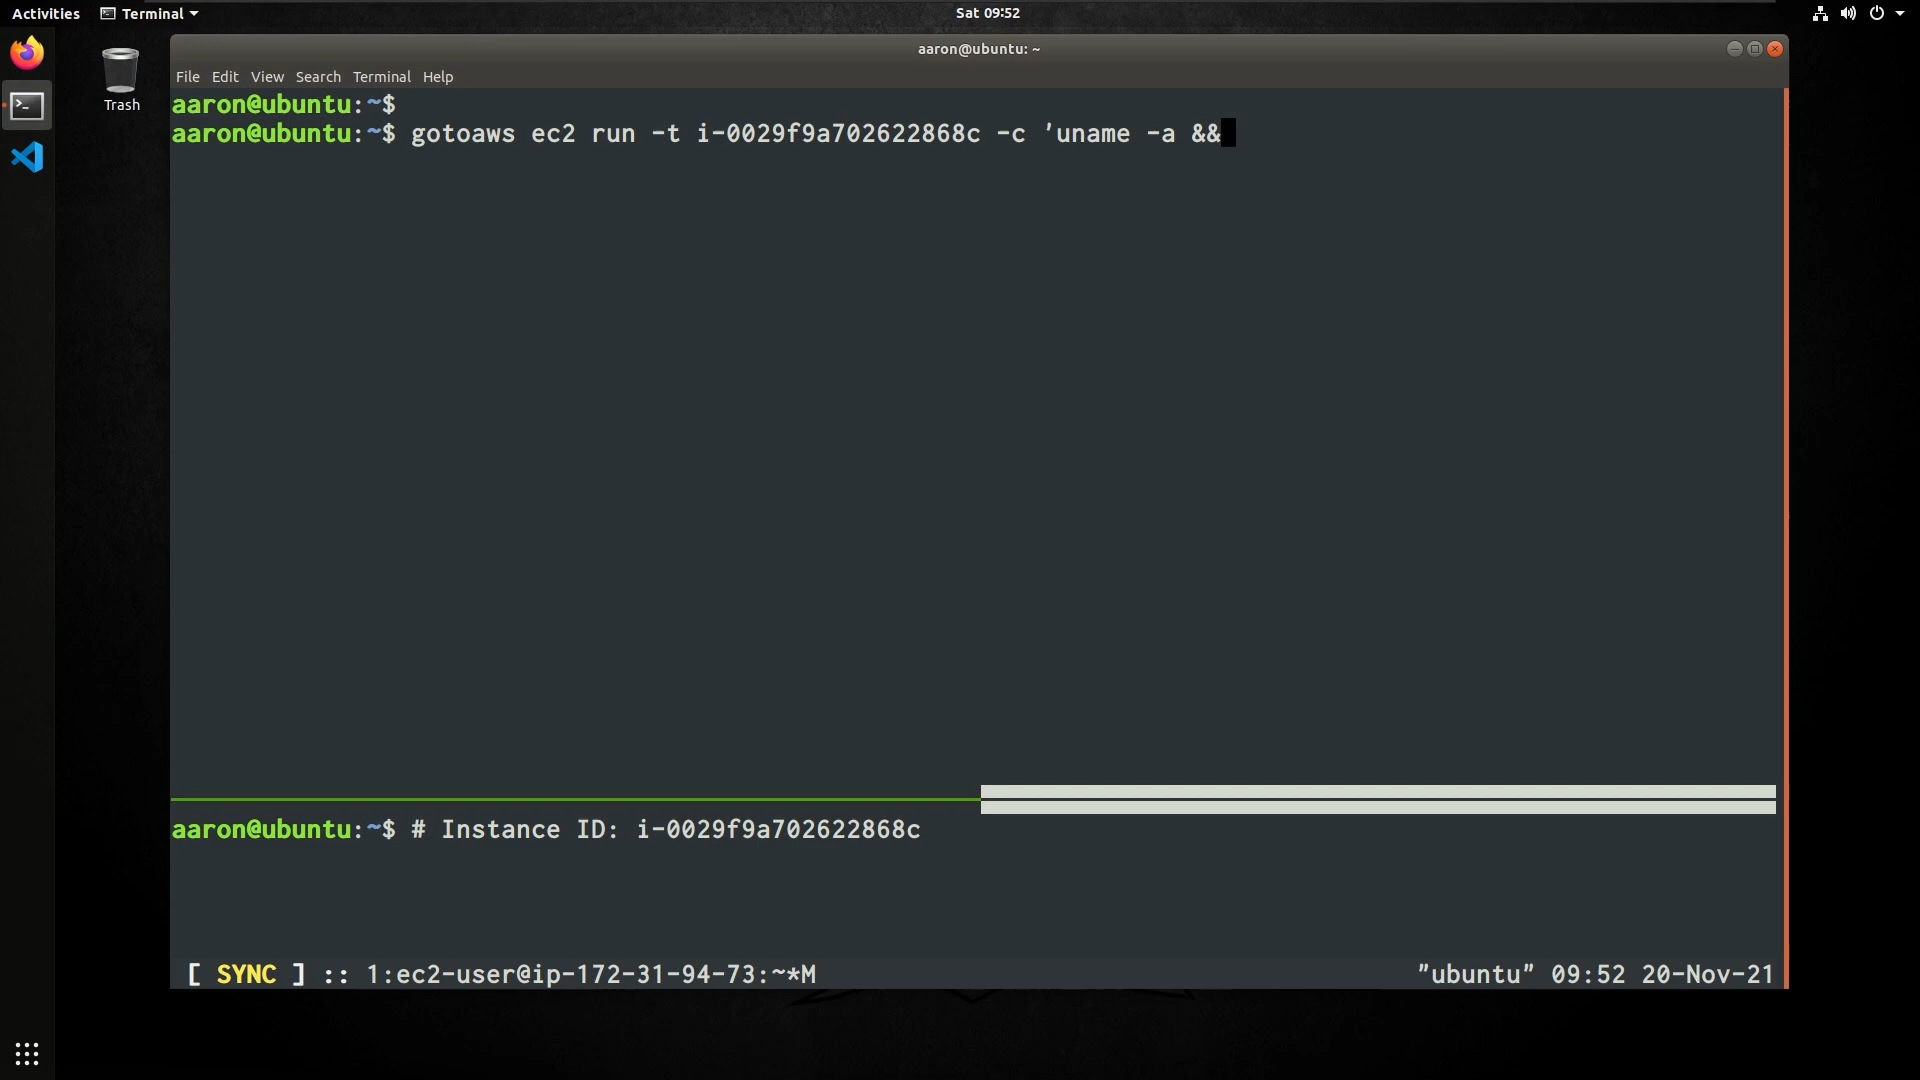 Activities Terminal Sat 09:52
Trash
aaron@ubuntu: ~
File Edit View Search Terminal Help
aaron@ubuntu:~$
aaron@ubuntu:~$ gotoaws ec2 run -t i-0029f9a702622868c -c 'uname -a &&
aaron@ubuntu:~$ # Instance ID: i-0029f9a702622868c
[ SYNC ] :: 1:ec2-user@ip-172-31-94-73:~*M "ubuntu" 09:52 20-Nov-21